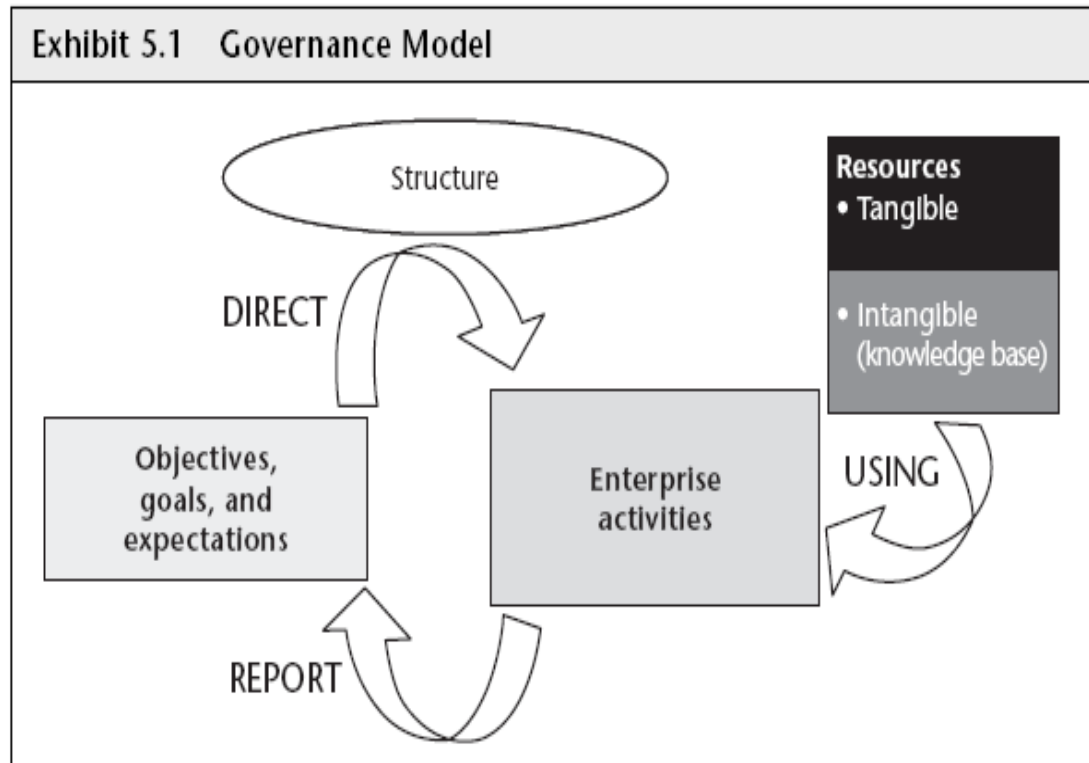 Exhibit 5.1 Governance Model
Structure
Resources
• Tangible
• Intangible
(knowledge base)
DIRECT
Objectives,
goals, and
expectations
Enterprise
activities
USING
REPORT